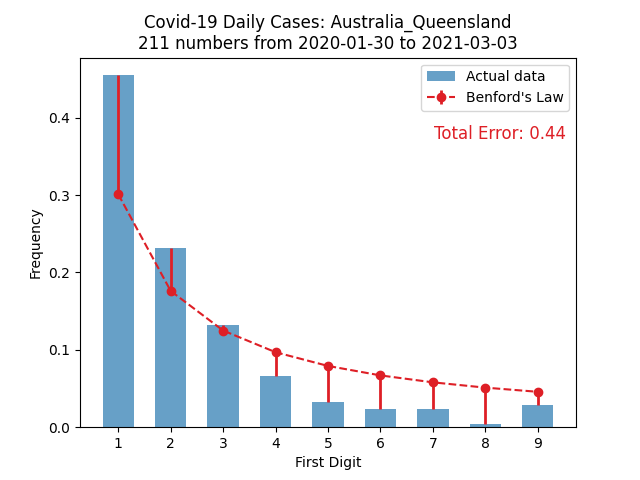 Covid-19 Daily Cases: Australia_Queensland
211 numbers from 2020-01-30 to 2021-03-03
Actual data
Benford's Law
Total Error: 0.44
Frequency
0.4
0.3
0.2
0.1
0.0
1 2 3 4 5 6 7 8 9
First Digit